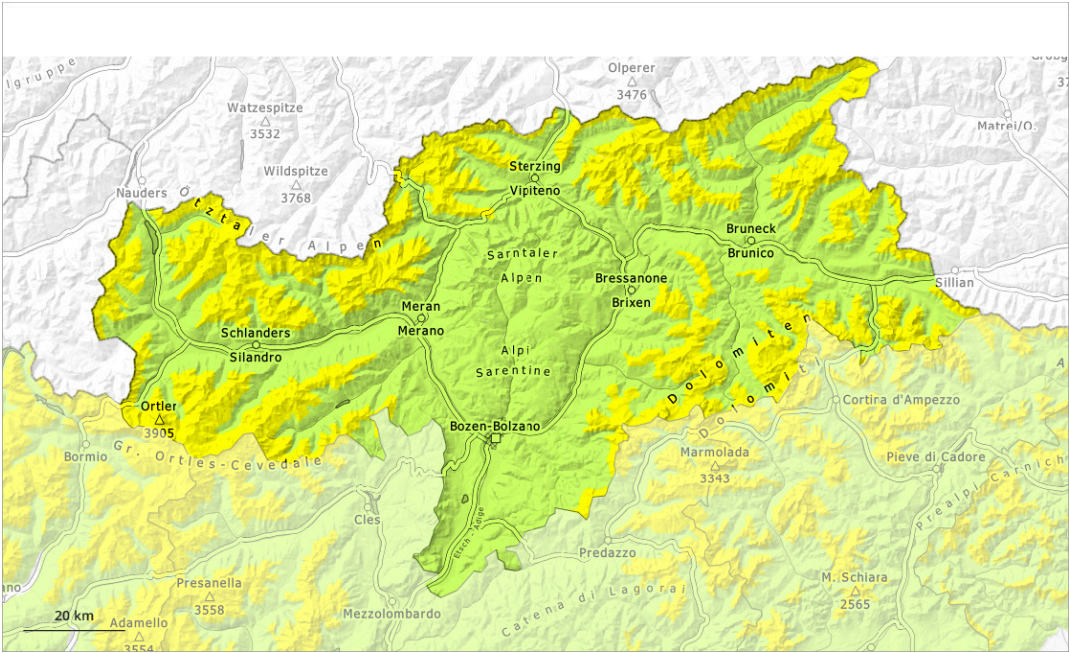 Olperer
3476
lgruppe
Watzespitze
3532
Matrei/O.
Sterzing
Vipiteno
Wildspitze
3768
Nauders
Ötztaler Alpen
Bruneck
Brunico
Sarntaler
Alpen
Bressanone
Brixen
Sillian
Meran
Merano
Schlanders
Silandro
Dolomiten
Alpi
Sarentine
Dolomiti
Ortler
3905
Cortina d'Ampezzo
Bozen-Bolzano
Gr. Ortles-Cevedale
Bormio
Marmolada
3343
Pieve di Cadore
Prealpi Carnich
Cles
Etsch - Adige
Predazzo
Presanella
3558
M. Schiara
2565
Catena di Lagorai
Mezzolombardo
20 km
Adamello
3554